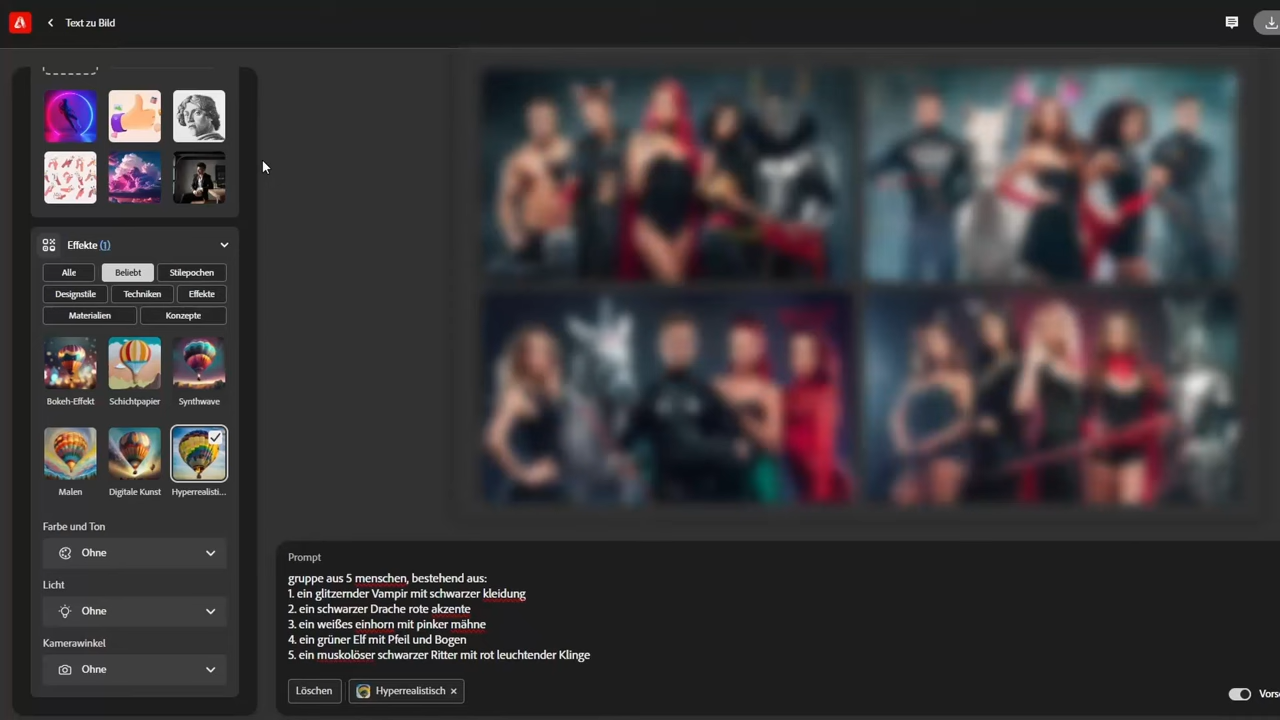 Text zu Bild
Effekte (1)
Alle
Beliebt
Stilepochen
Designstile
Techniken
Effekte
Materialien
Konzepte
Bokeh-Effekt
Schichtpapier
Synthwave
Malen
Digitale Kunst
Hyperrealisti...
Farbe und Ton
Ohne
Licht
Ohne
Kamerawinkel
Ohne
Prompt
gruppe aus 5 menschen, bestehend aus:
1. ein glitzernder Vampir mit schwarzer kleidung
2. ein schwarzer Drache rote akzente
3. ein weißes einhorn mit pinker mähne
4. ein grüner Elf mit Pfeil und Bogen
5. ein muskolöser schwarzer Ritter mit rot leuchtender Klinge
Löschen
Hyperrealistisch